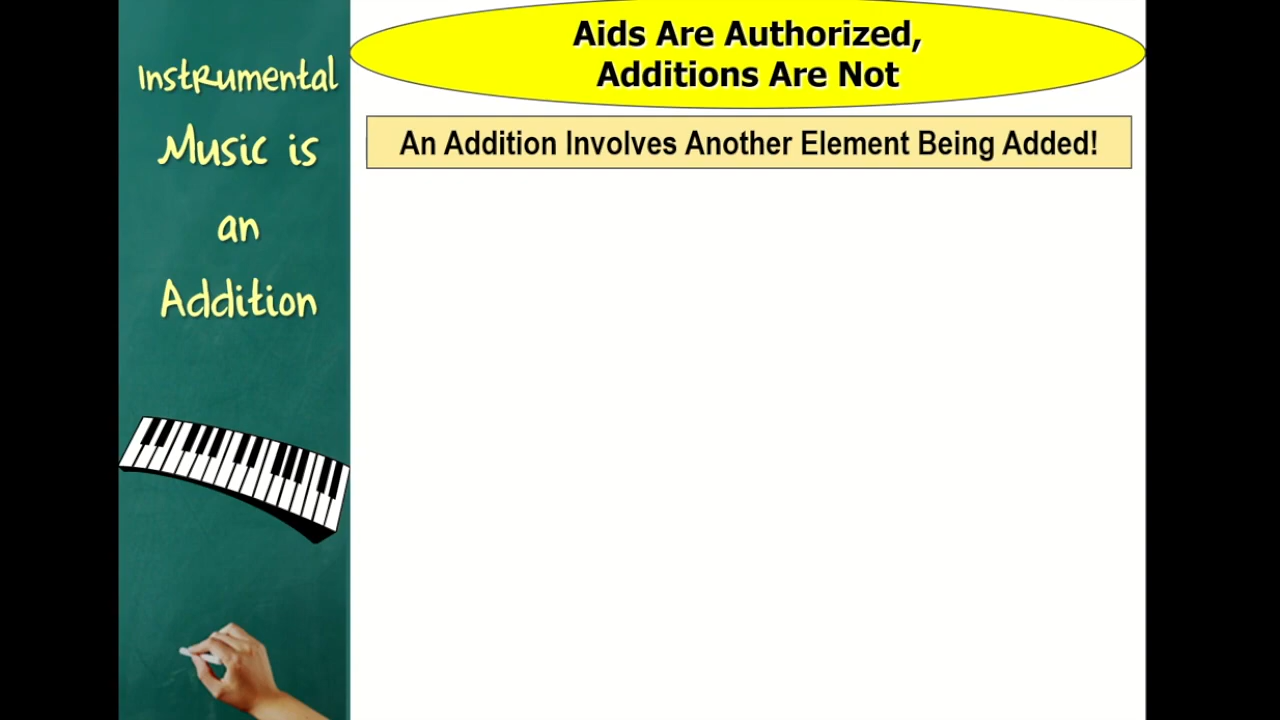 Instrumental
Music is
an
Addition
Aids Are Authorized,
Additions Are Not
An Addition Involves Another Element Being Added!